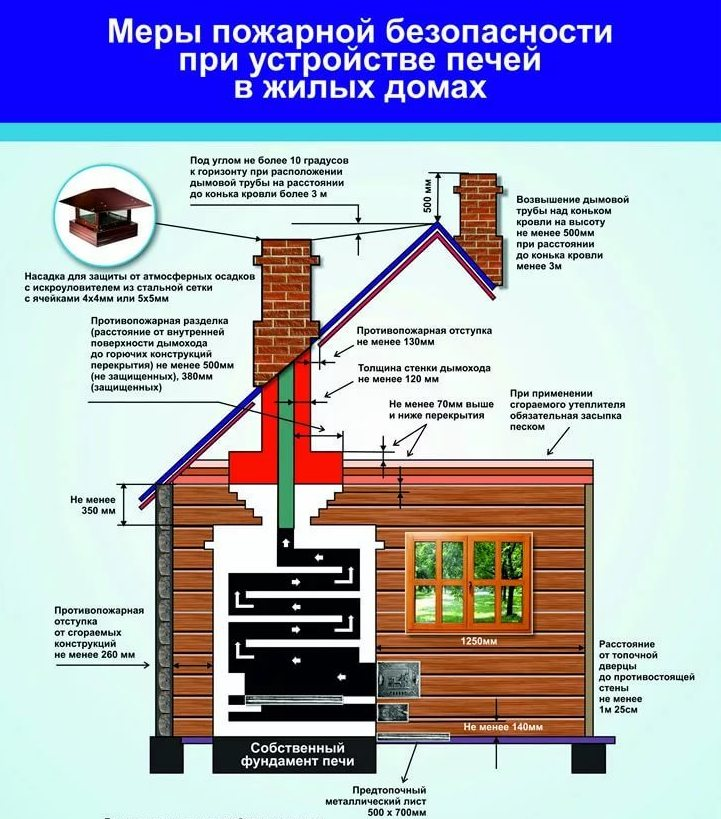 Меры пожарной безопасности
при устройстве печей
в жилых домах
Под углом не более 10 градусов
к горизонту при расположении
дымовой трубы на расстоянии
до конька кровли более 3 м
500 мм
Возвышение дымовой
трубы над коньком
кровли на высоту
не менее 500мм
при расстоянии
до конька кровли
менее 3м
Насадка для защиты от атмосферных осадков
с искроуловителем из стальной сетки
с ячейками 4х4мм или 5х5мм
Противопожарная разделка
(расстояние от внутренней
поверхности дымохода
до горючих конструкций
перекрытия) не менее 500мм
(не защищенных), 380мм
(защищенных)
Противопожарная отступка
не менее 130мм
Толщина стенки дымохода
не менее 120 мм
Не менее 70мм выше
и ниже перекрытия
При применении
сгораемого утеплителя
обязательная засыпка
песком
Не менее
350 мм
Противопожарная
отступка
от сгораемых
конструкций
не менее 260 мм
1250мм
Расстояние
от топочной
дверцы
до противостоящей
стены
не менее
1м 25см
Не менее 140мм
Собственный
фундамент печи
Предтопочный
металлический лист
500 х 700мм